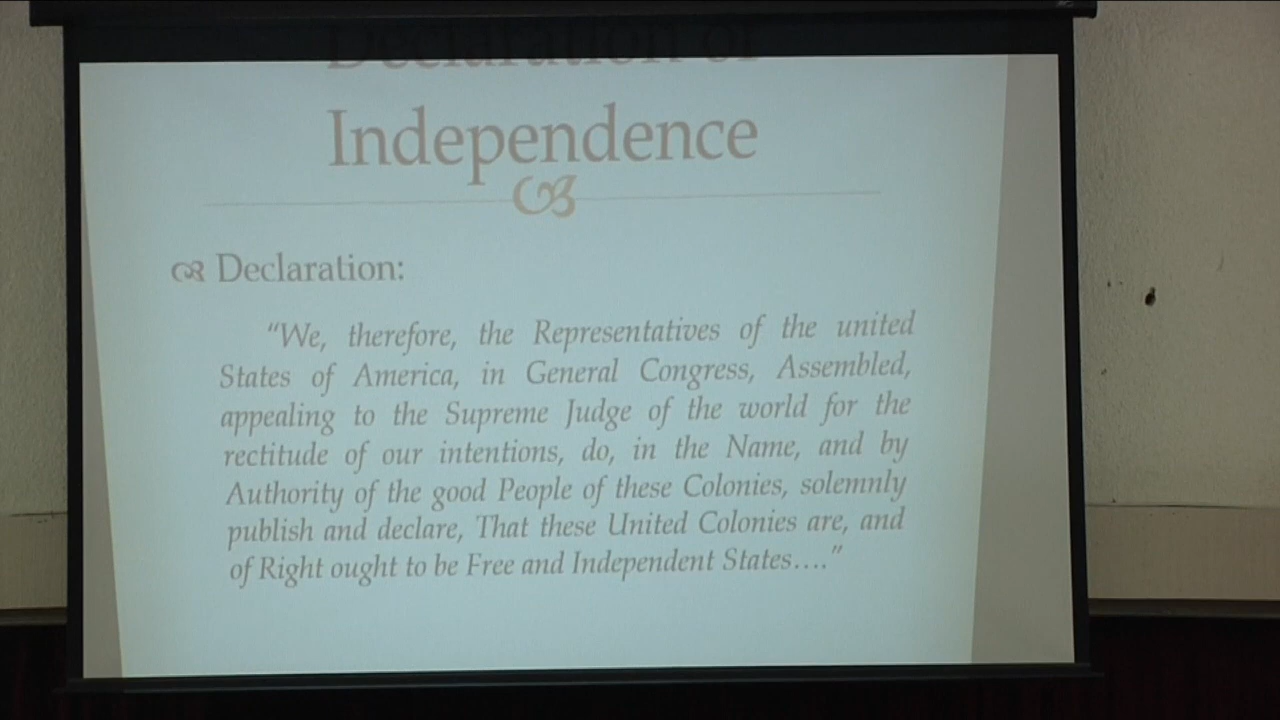 Declaration of
Independence
Declaration:
“We, therefore, the Representatives of the united
States of America, in General Congress, Assembled,
appealing to the Supreme Judge of the world for the
rectitude of our intentions, do, in the Name, and by
Authority of the good People of these Colonies, solemnly
publish and declare, That these United Colonies are, and
of Right ought to be Free and Independent States….”